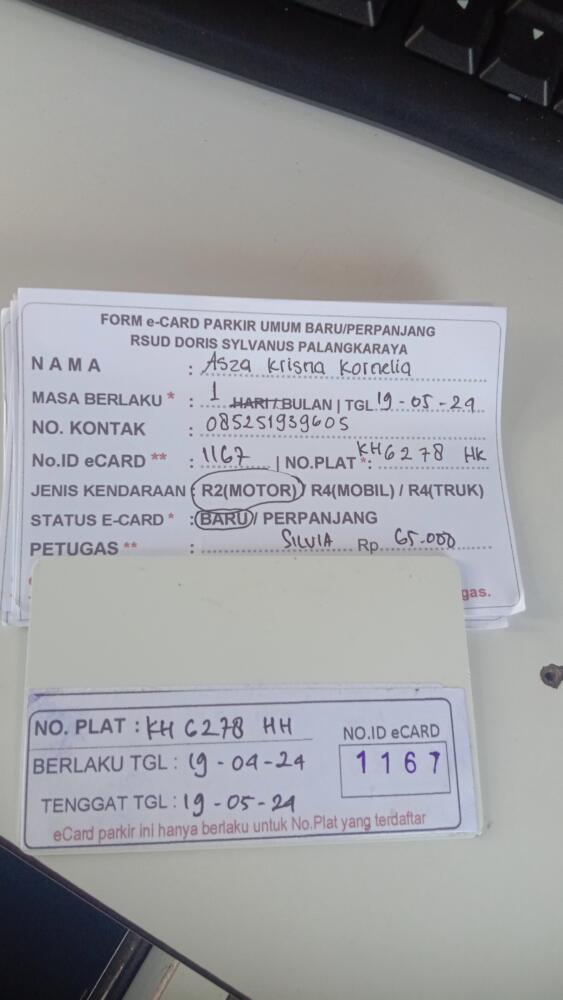 FORM e-CARD PARKIR UMUM BARU/PERPANJANG
RSUD DORIS SYLVANUS PALANGKARAYA
NAMA : Asza Krisna Kornelia
MASA BERLAKU * : 1 HARI / BULAN | TGL 19-05-24
NO. KONTAK : 085251939605
No.ID eCARD ** : 1167 | NO.PLAT *: KH6278 HK
JENIS KENDARAAN : R2(MOTOR) / R4(MOBIL) / R4(TRUK)
STATUS E-CARD * : BARU / PERPANJANG
PETUGAS ** : SILVIA Rp 65.000
gas.
NO. PLAT : KH 6278 HH
BERLAKU TGL : 19-04-24
TENGGAT TGL : 19-05-24
NO.ID eCARD
1167
eCard parkir ini hanya berlaku untuk No.Plat yang terdaftar